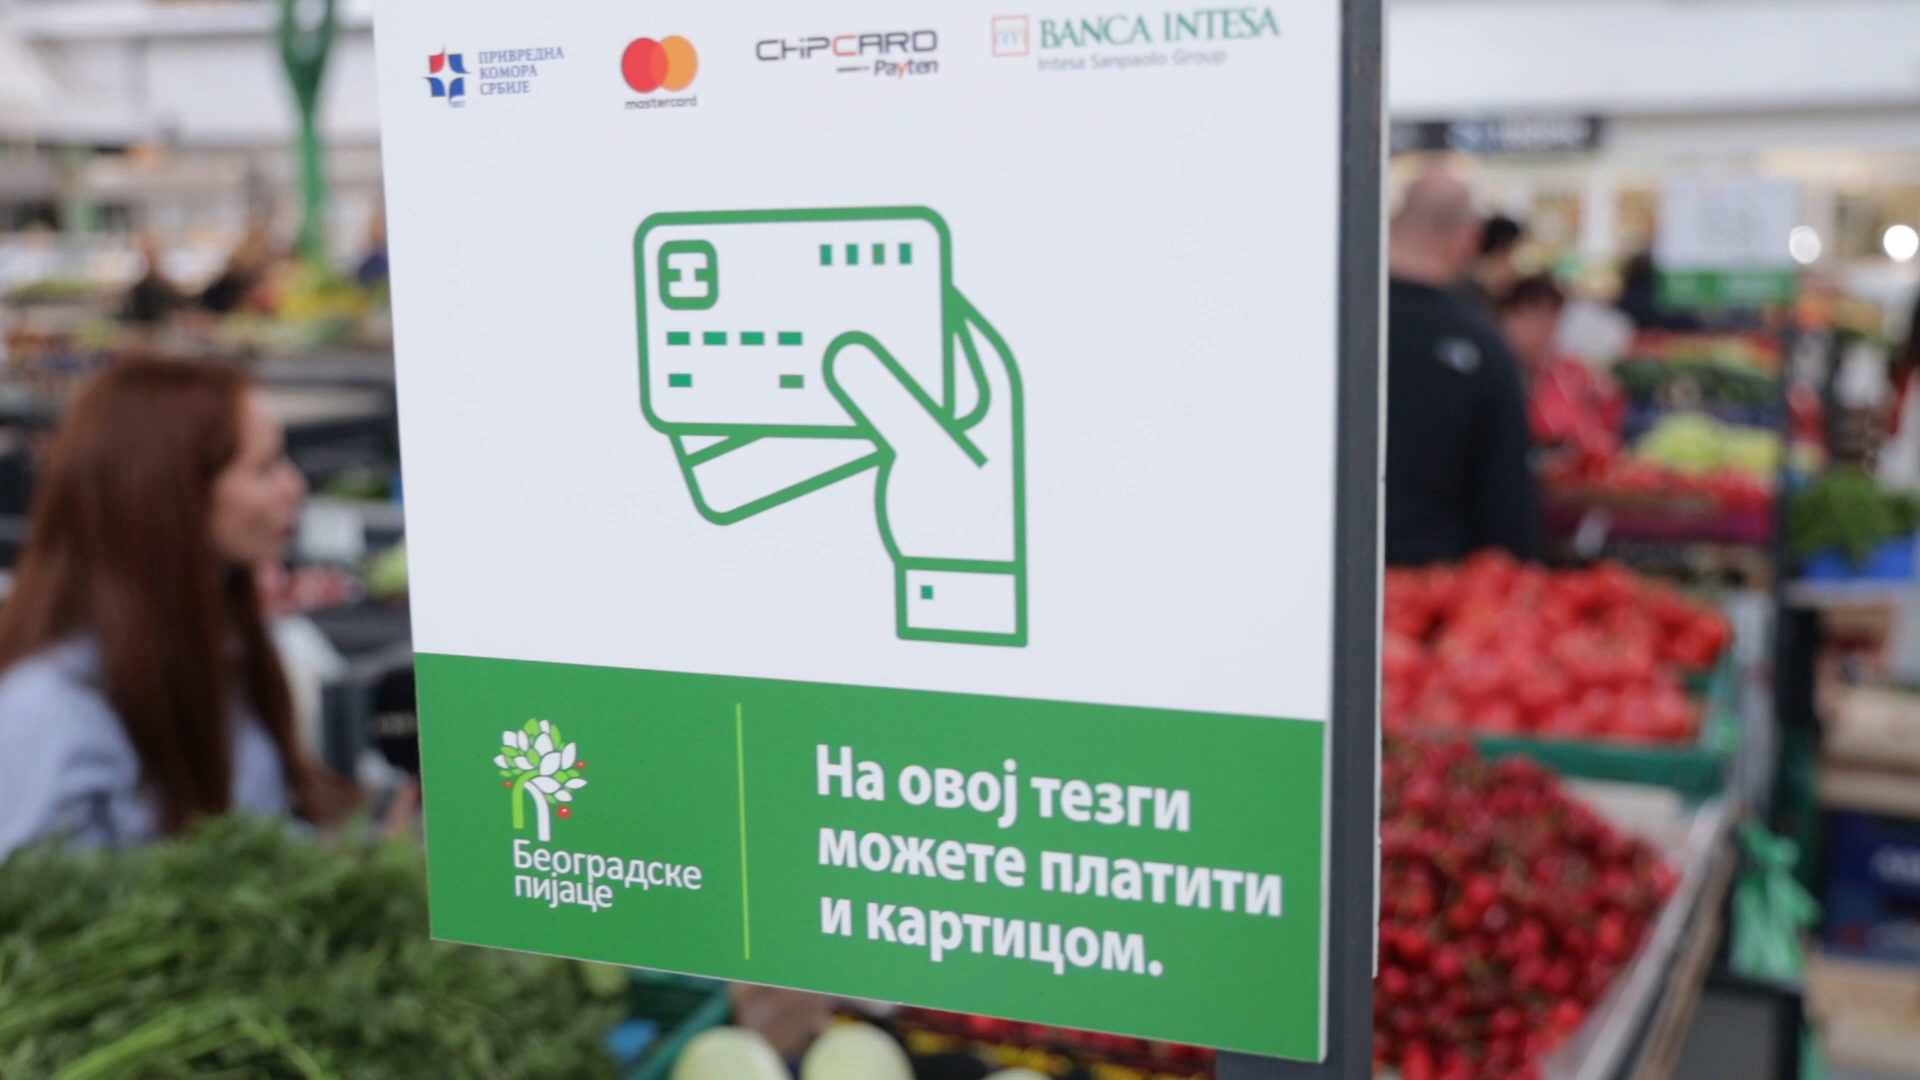 ПРИВРЕДНА
КОМОРА
СРБИЈЕ
mastercard
CHIPCARD
Payten
BANCA INTESA
Intesa Sanpaolo Group
Београдске
пијаце
На овој тезги
можете платити
и картицом.